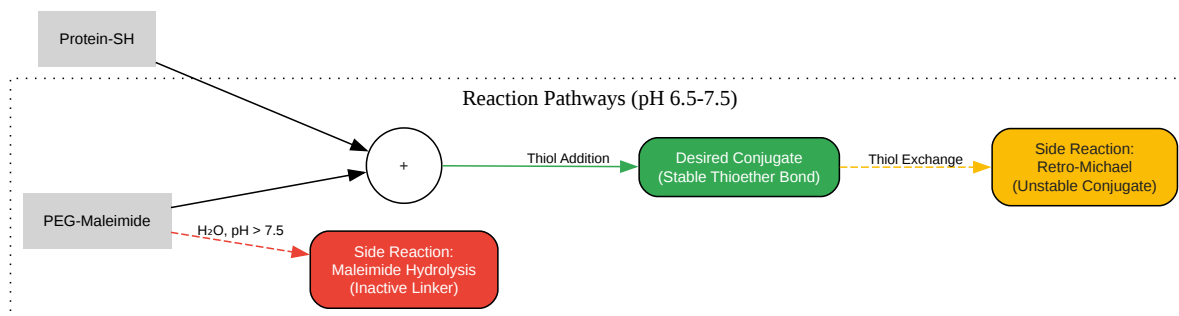 Protein-SH
Reaction Pathways (pH 6.5-7.5)
PEG-Maleimide
+
Thiol Addition
Desired Conjugate
(Stable Thioether Bond)
Thiol Exchange
Side Reaction:
Retro-Michael
(Unstable Conjugate)
H₂O, pH > 7.5
Side Reaction:
Maleimide Hydrolysis
(Inactive Linker)